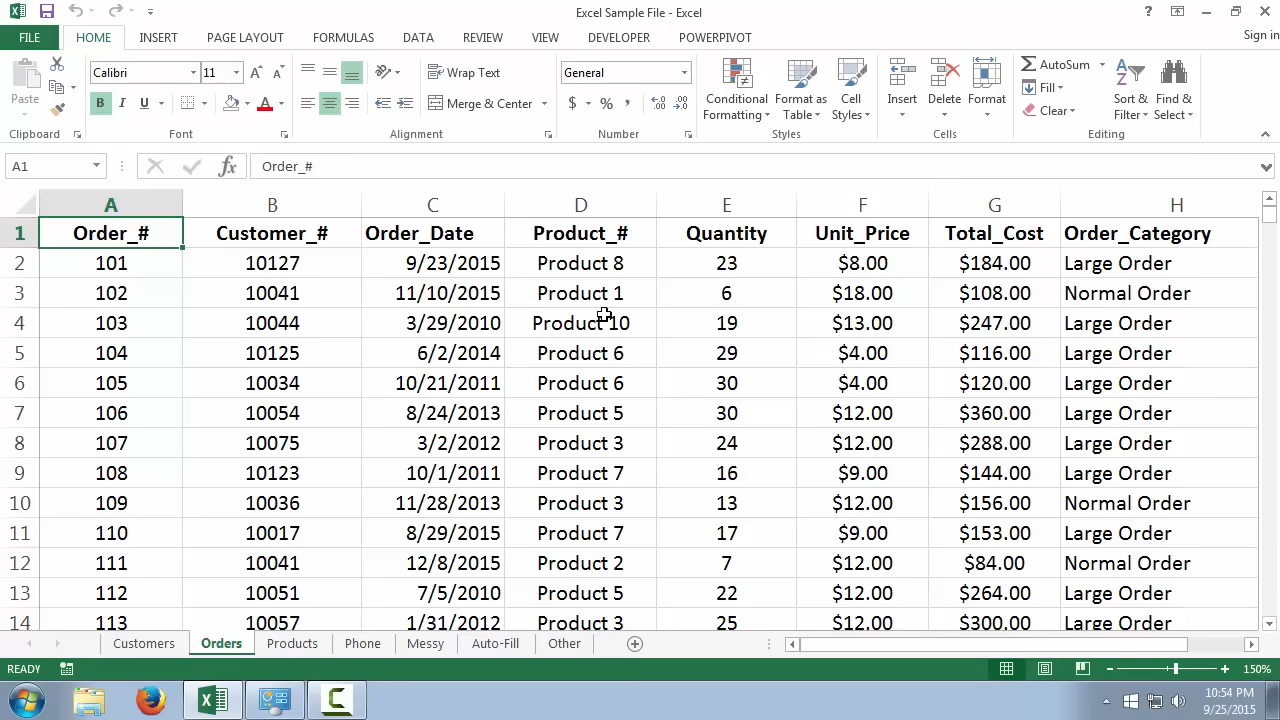 Excel Sample File - Excel
FILE HOME INSERT PAGE LAYOUT FORMULAS DATA REVIEW VIEW DEVELOPER POWERPIVOT Sign in
Paste
Calibri 11
B I U
A
Wrap Text
Merge & Center
General
$ % ,
Conditional Formatting
Format as Table
Cell Styles
Insert
Delete
Format
AutoSum
Fill
Clear
Sort & Filter
Find & Select
Clipboard Font Alignment Number Styles Cells Editing
A1 fx Order_#
A B C D E F G H
1 Order_# Customer_# Order_Date Product_# Quantity Unit_Price Total_Cost Order_Category
2 101 10127 9/23/2015 Product 8 23 $8.00 $184.00 Large Order
3 102 10041 11/10/2015 Product 1 6 $18.00 $108.00 Normal Order
4 103 10044 3/29/2010 Product 10 19 $13.00 $247.00 Large Order
5 104 10125 6/2/2014 Product 6 29 $4.00 $116.00 Large Order
6 105 10034 10/21/2011 Product 6 30 $4.00 $120.00 Large Order
7 106 10054 8/24/2013 Product 5 30 $12.00 $360.00 Large Order
8 107 10075 3/2/2012 Product 3 24 $12.00 $288.00 Large Order
9 108 10123 10/1/2011 Product 7 16 $9.00 $144.00 Large Order
10 109 10036 11/28/2013 Product 3 13 $12.00 $156.00 Normal Order
11 110 10017 8/29/2015 Product 7 17 $9.00 $153.00 Large Order
12 111 10041 12/8/2015 Product 2 7 $12.00 $84.00 Normal Order
13 112 10051 7/5/2010 Product 5 22 $12.00 $264.00 Large Order
14 113 10057 1/31/2012 Product 3 25 $12.00 $300.00 Large Order
Customers Orders Products Phone Messy Auto-Fill Other
READY 150%
10:54 PM
9/25/2015